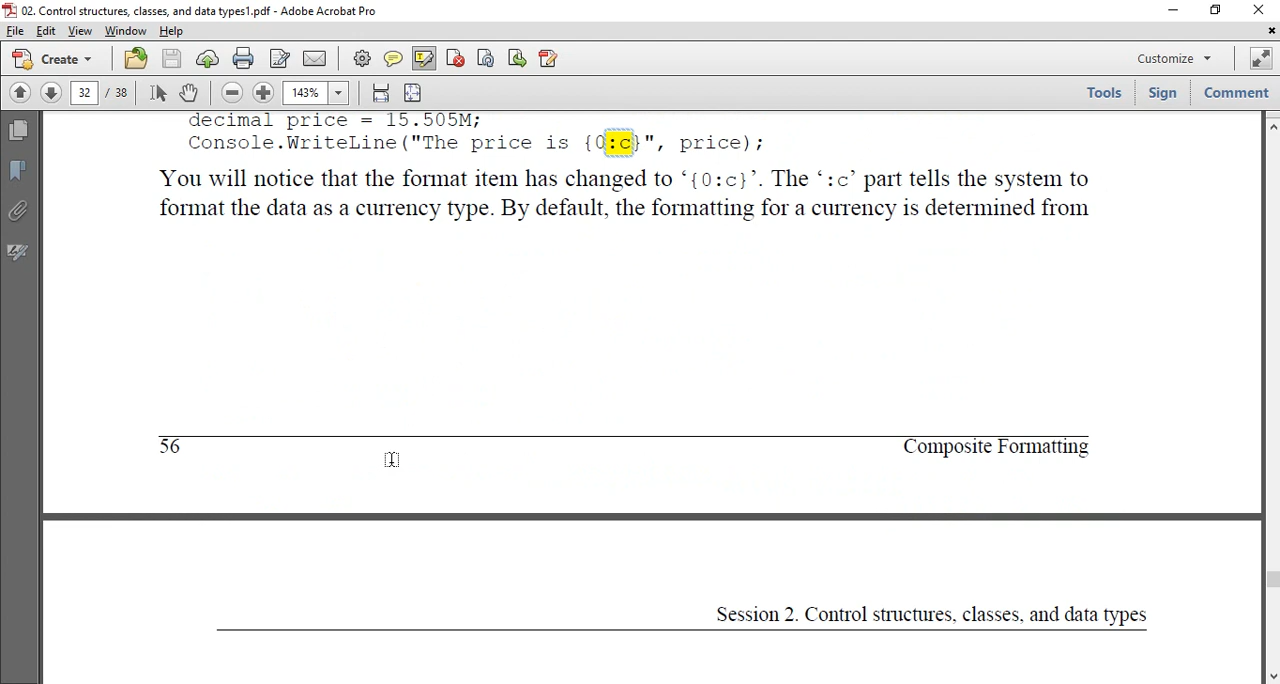 02. Control structures, classes, and data types1.pdf - Adobe Acrobat Pro
File Edit View Window Help
Create Customize
32 / 38 143% Tools Sign Comment
decimal price = 15.505M;
Console.WriteLine("The price is {0:c}", price);
You will notice that the format item has changed to ‘{0:c}’. The ‘:c’ part tells the system to
format the data as a currency type. By default, the formatting for a currency is determined from
56 Composite Formatting
Session 2. Control structures, classes, and data types